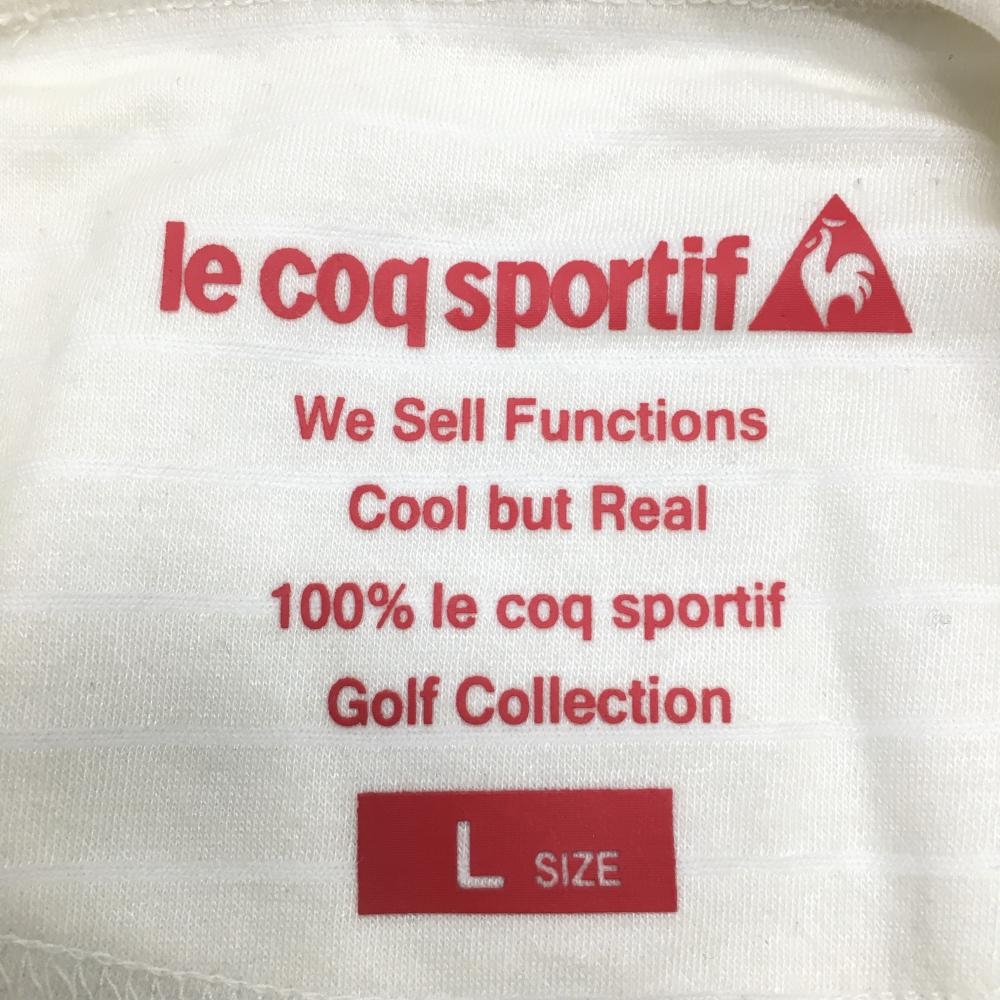 le coq sportif
We Sell Functions
Cool but Real
100% le coq sportif
Golf Collection
L SIZE